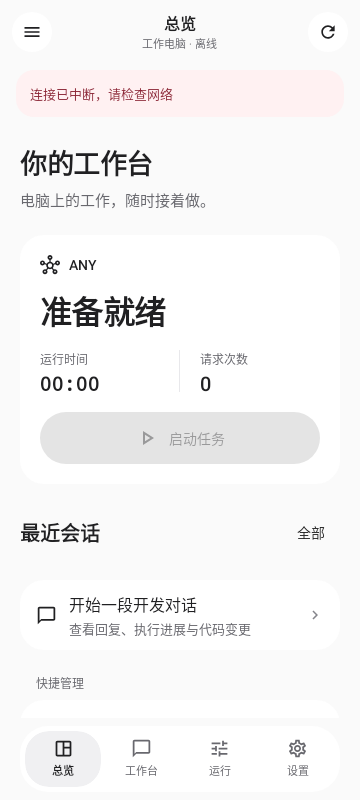 总览
工作电脑 · 离线
连接已中断，请检查网络
你的工作台
电脑上的工作，随时接着做。
ANY
准备就绪
运行时间
请求次数
00:00
0
启动任务
最近会话
全部
开始一段开发对话
查看回复、执行进展与代码变更
快捷管理
总览
工作台
运行
设置